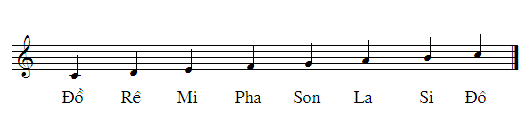 Đồ Rê Mi Pha Son La Si Đô